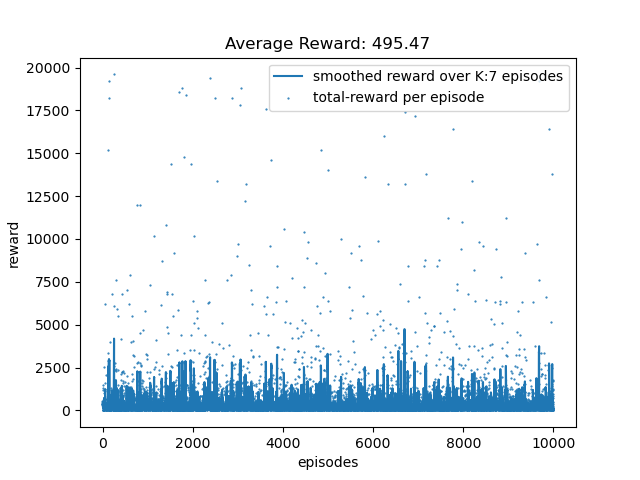 Average Reward: 495.47
smoothed reward over K:7 episodes
total-reward per episode
reward
20000
17500
15000
12500
10000
7500
5000
2500
0
0 2000 4000 6000 8000 10000
episodes